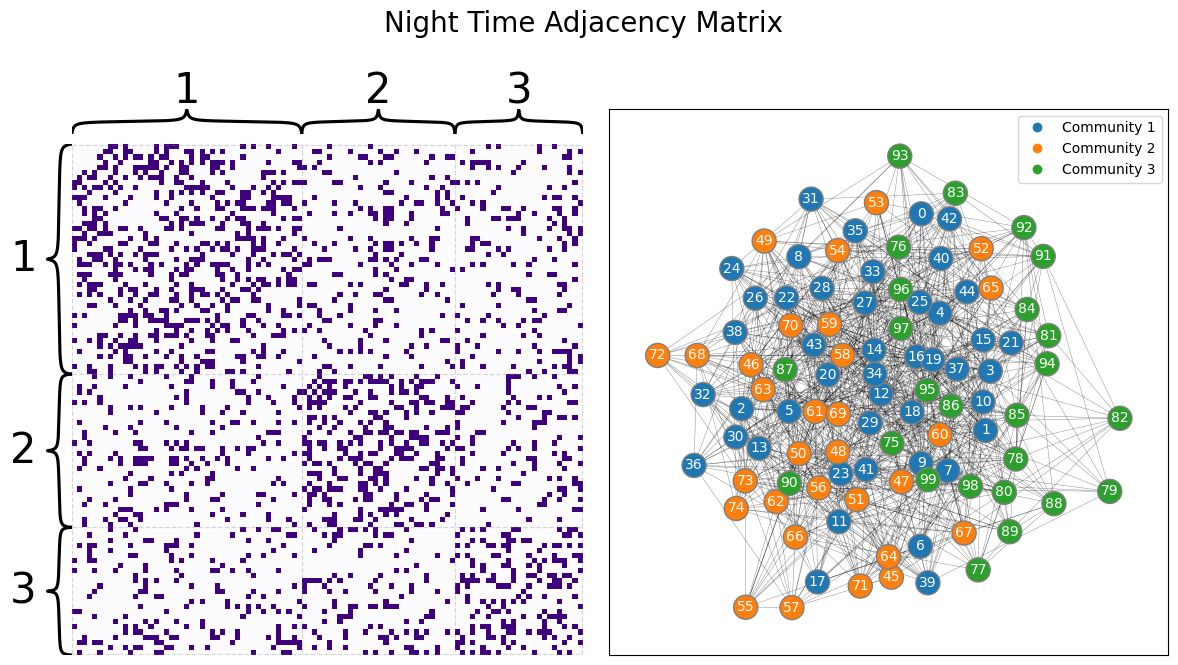 Night Time Adjacency Matrix
1 2 3
1
2
3
Community 1
Community 2
Community 3
93
83
31 53 0 42
35 92
49 54 76 52 91
8 40
24 33
26 22 28 27 96 25 44 65
4 84
38 70 59 97 81
43 15 21
72 68 46 58 14 16 19 94
87 20 34 37 3
32 63 12 95
2 5 61 69 18 86 10 85 82
29
30 13 75 60 1
36 50 48 9 78
73 90 23 41 99 7
74 62 56 51 47 98 80 79
88
66 11 67 89
6
64
17 71 45 39 77
55 57